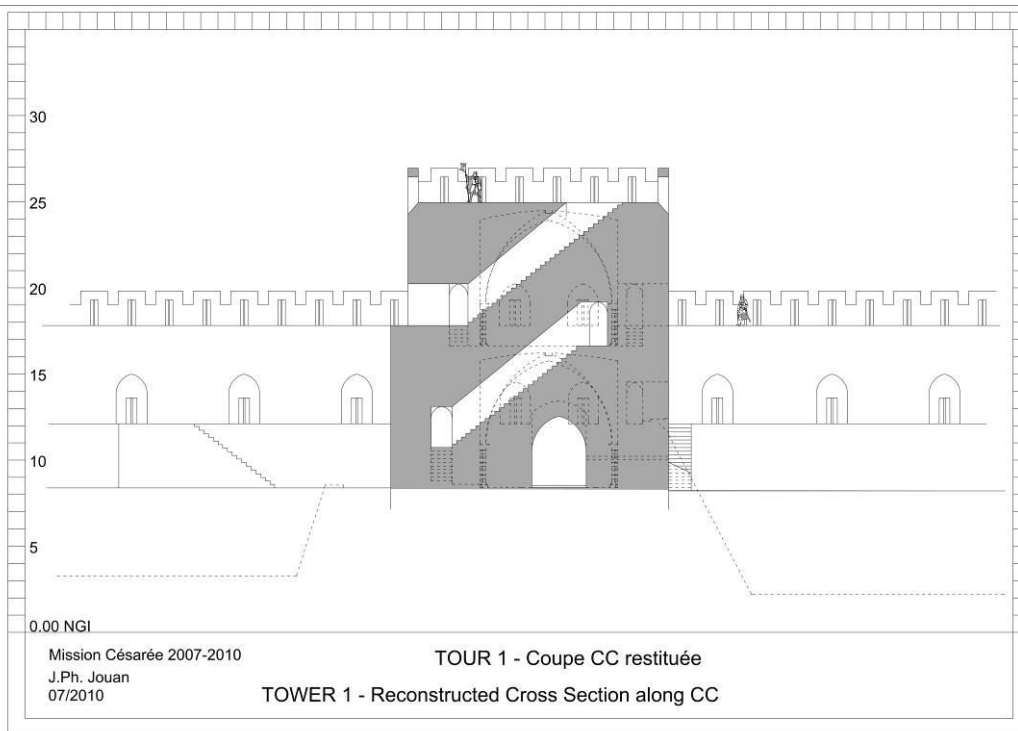 30
25
20
15
10
5
0.00 NGI
Mission Césarée 2007-2010
J.Ph. Jouan
07/2010
TOUR 1 - Coupe CC restituée
TOWER 1 - Reconstructed Cross Section along CC